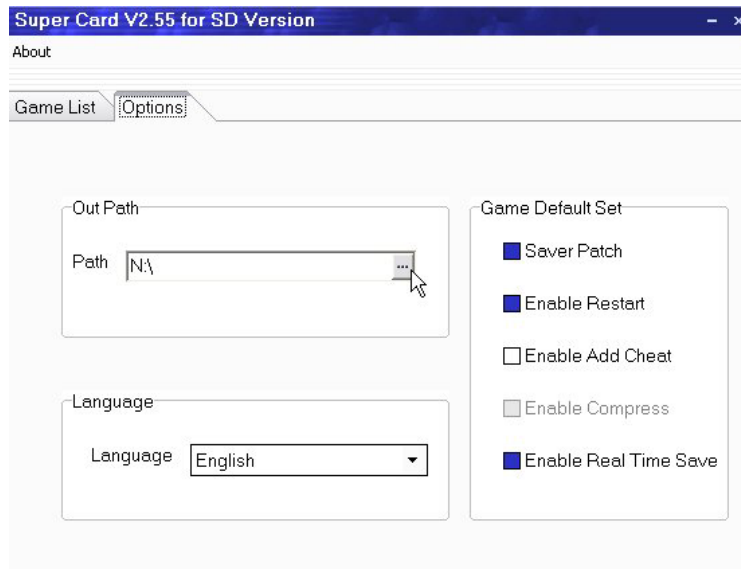 Super Card V2.55 for SD Version
About
Game List
Options
Out Path
Path
N:\
...
Language
Language
English
Game Default Set
Saver Patch
Enable Restart
Enable Add Cheat
Enable Compress
Enable Real Time Save